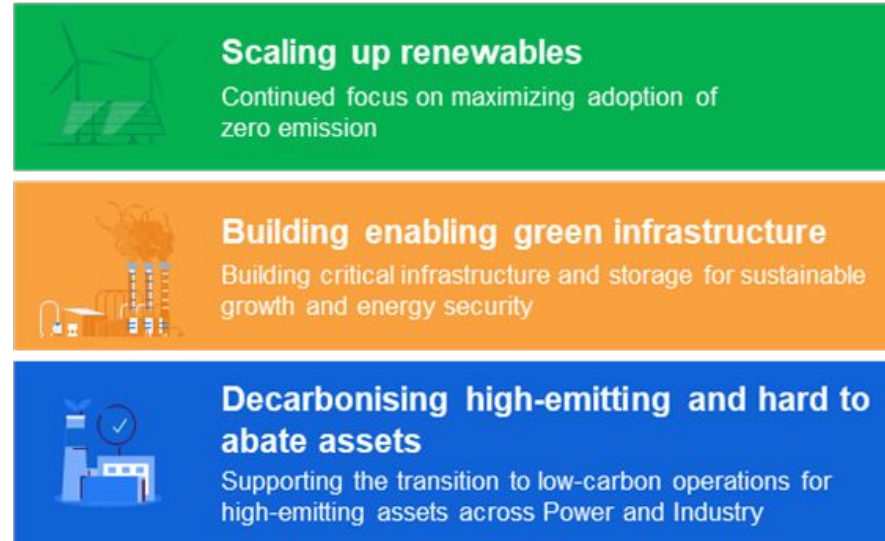 Scaling up renewables
Continued focus on maximizing adoption of
zero emission
Building enabling green infrastructure
Building critical infrastructure and storage for sustainable
growth and energy security
Decarbonising high-emitting and hard to
abate assets
Supporting the transition to low-carbon operations for
high-emitting assets across Power and Industry